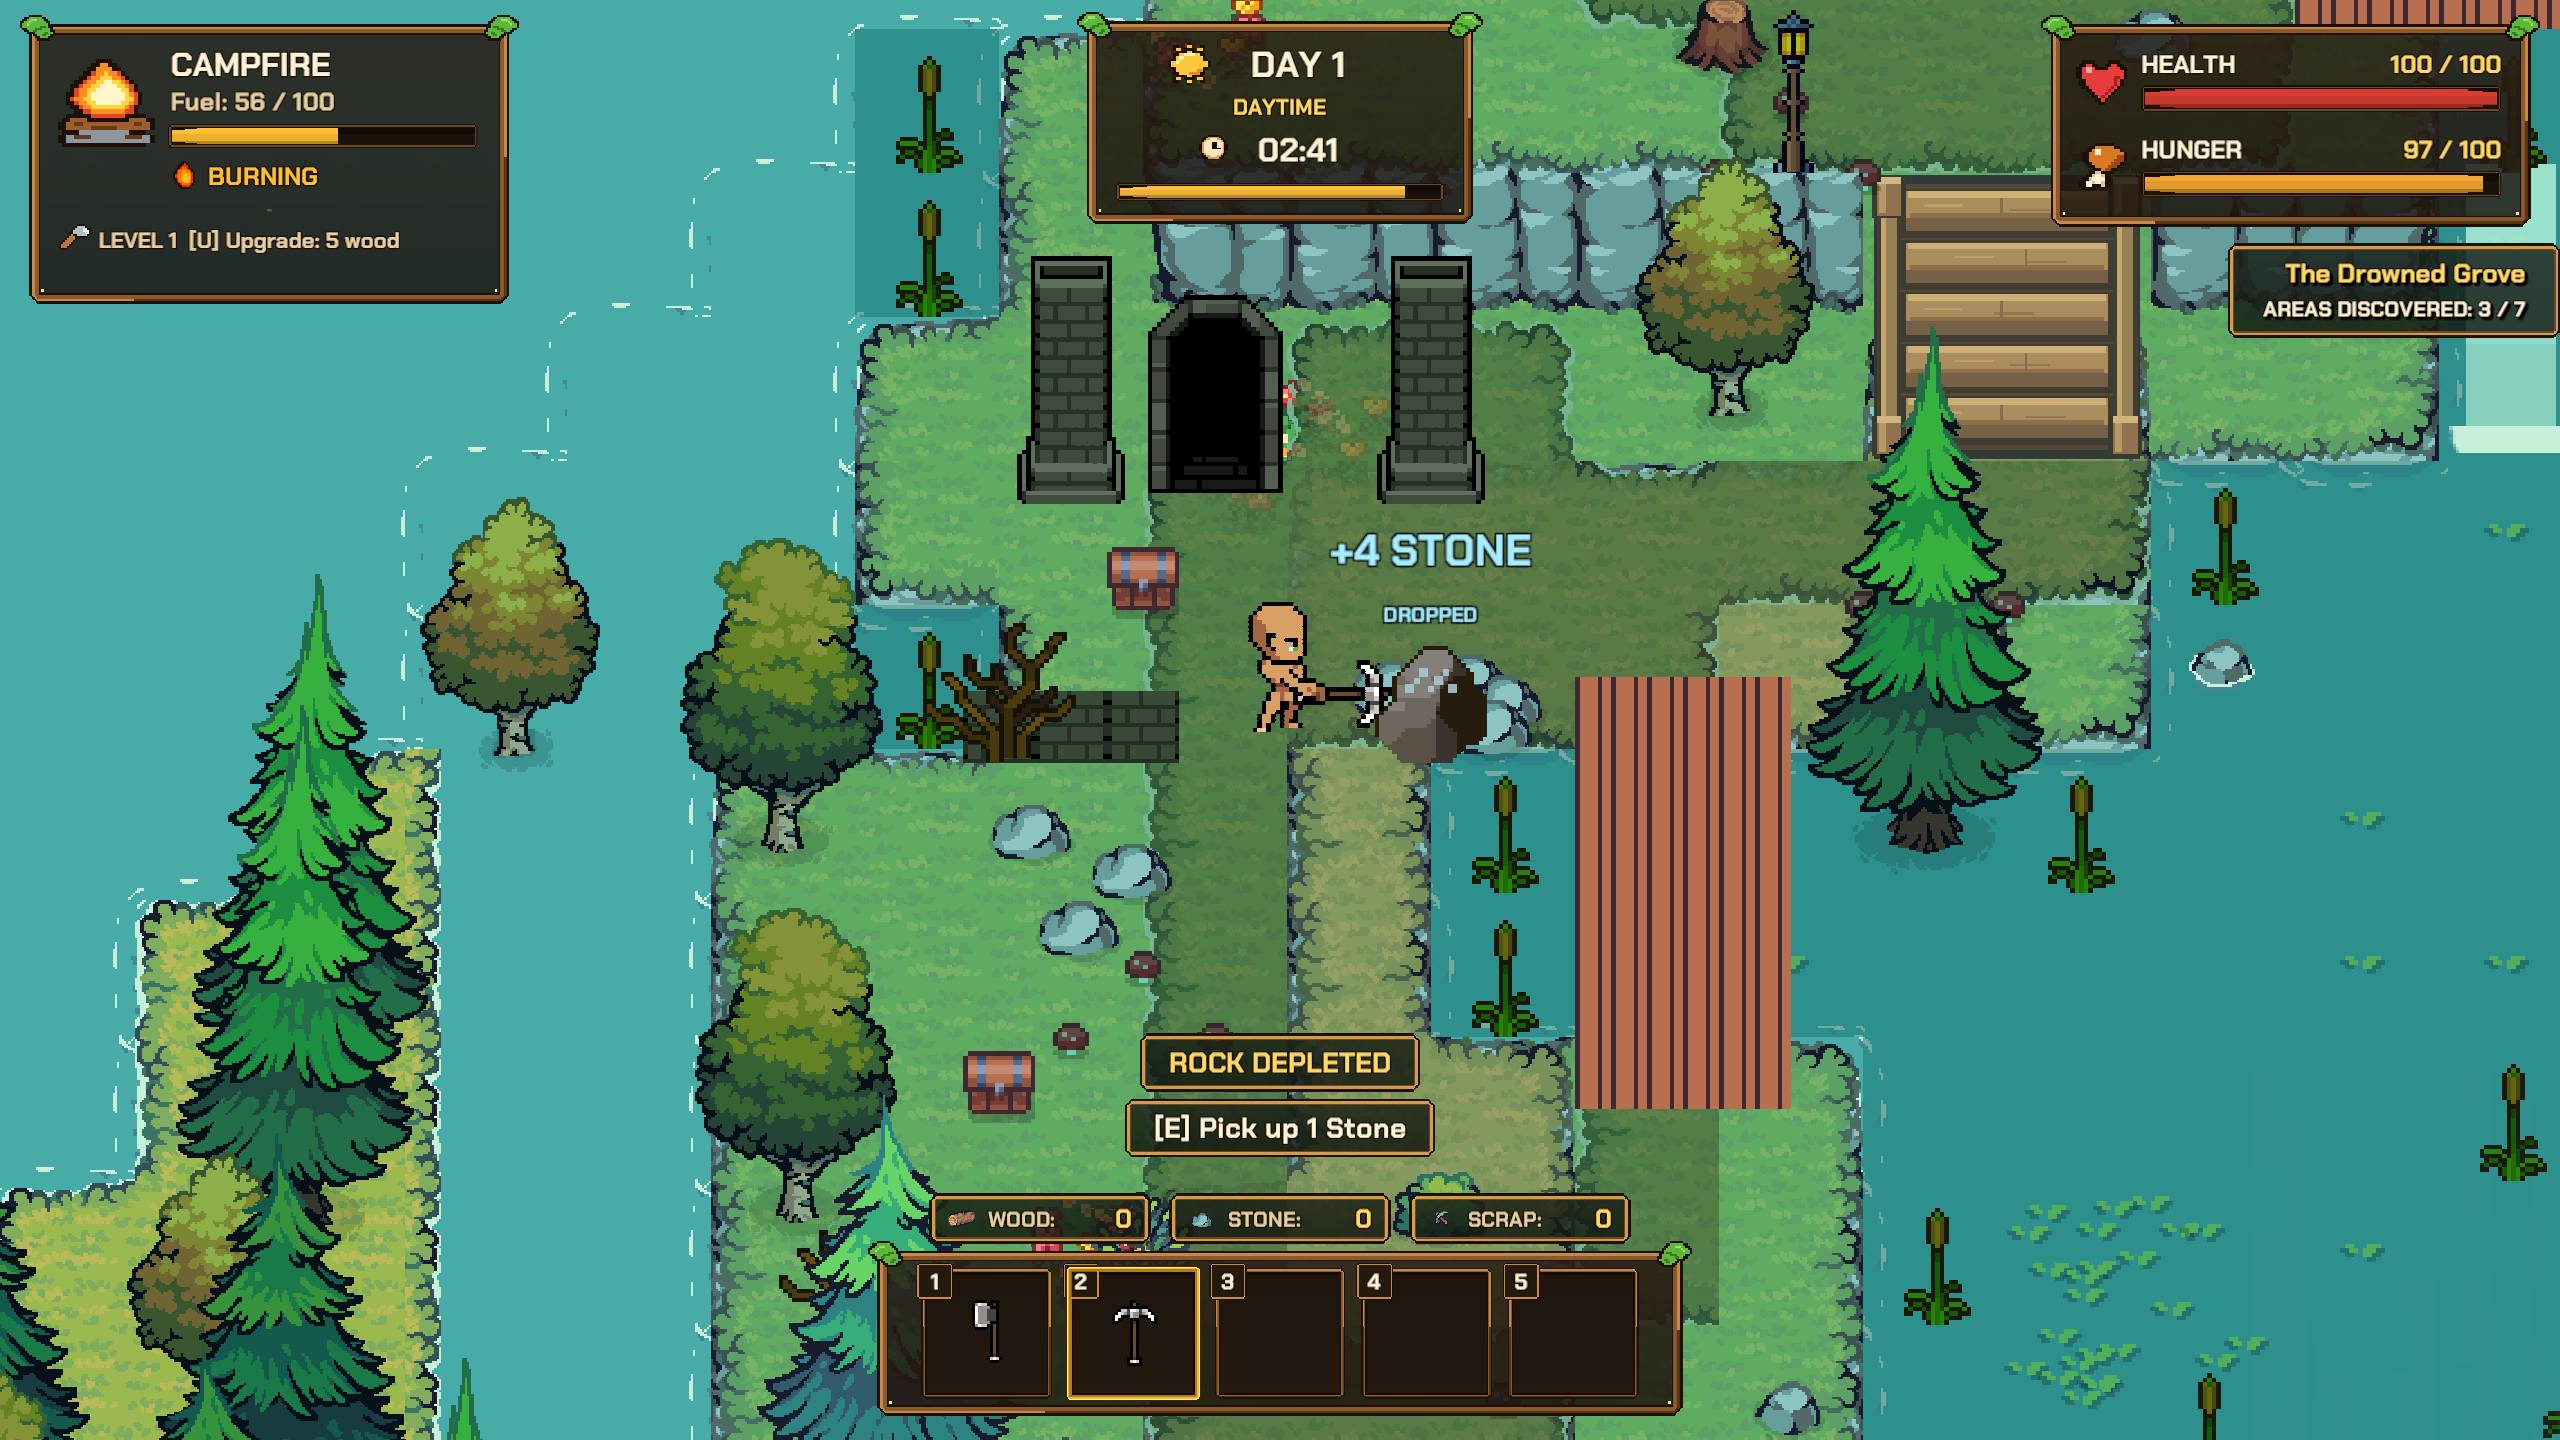 CAMPFIRE
Fuel: 56 / 100
BURNING
LEVEL 1 [U] Upgrade: 5 wood
DAY 1
DAYTIME
02:41
HEALTH 100 / 100
HUNGER 97 / 100
The Drowned Grove
AREAS DISCOVERED: 3 / 7
+4 STONE
DROPPED
ROCK DEPLETED
[E] Pick up 1 Stone
WOOD: 0 STONE: 0 SCRAP: 0
1 2 3 4 5